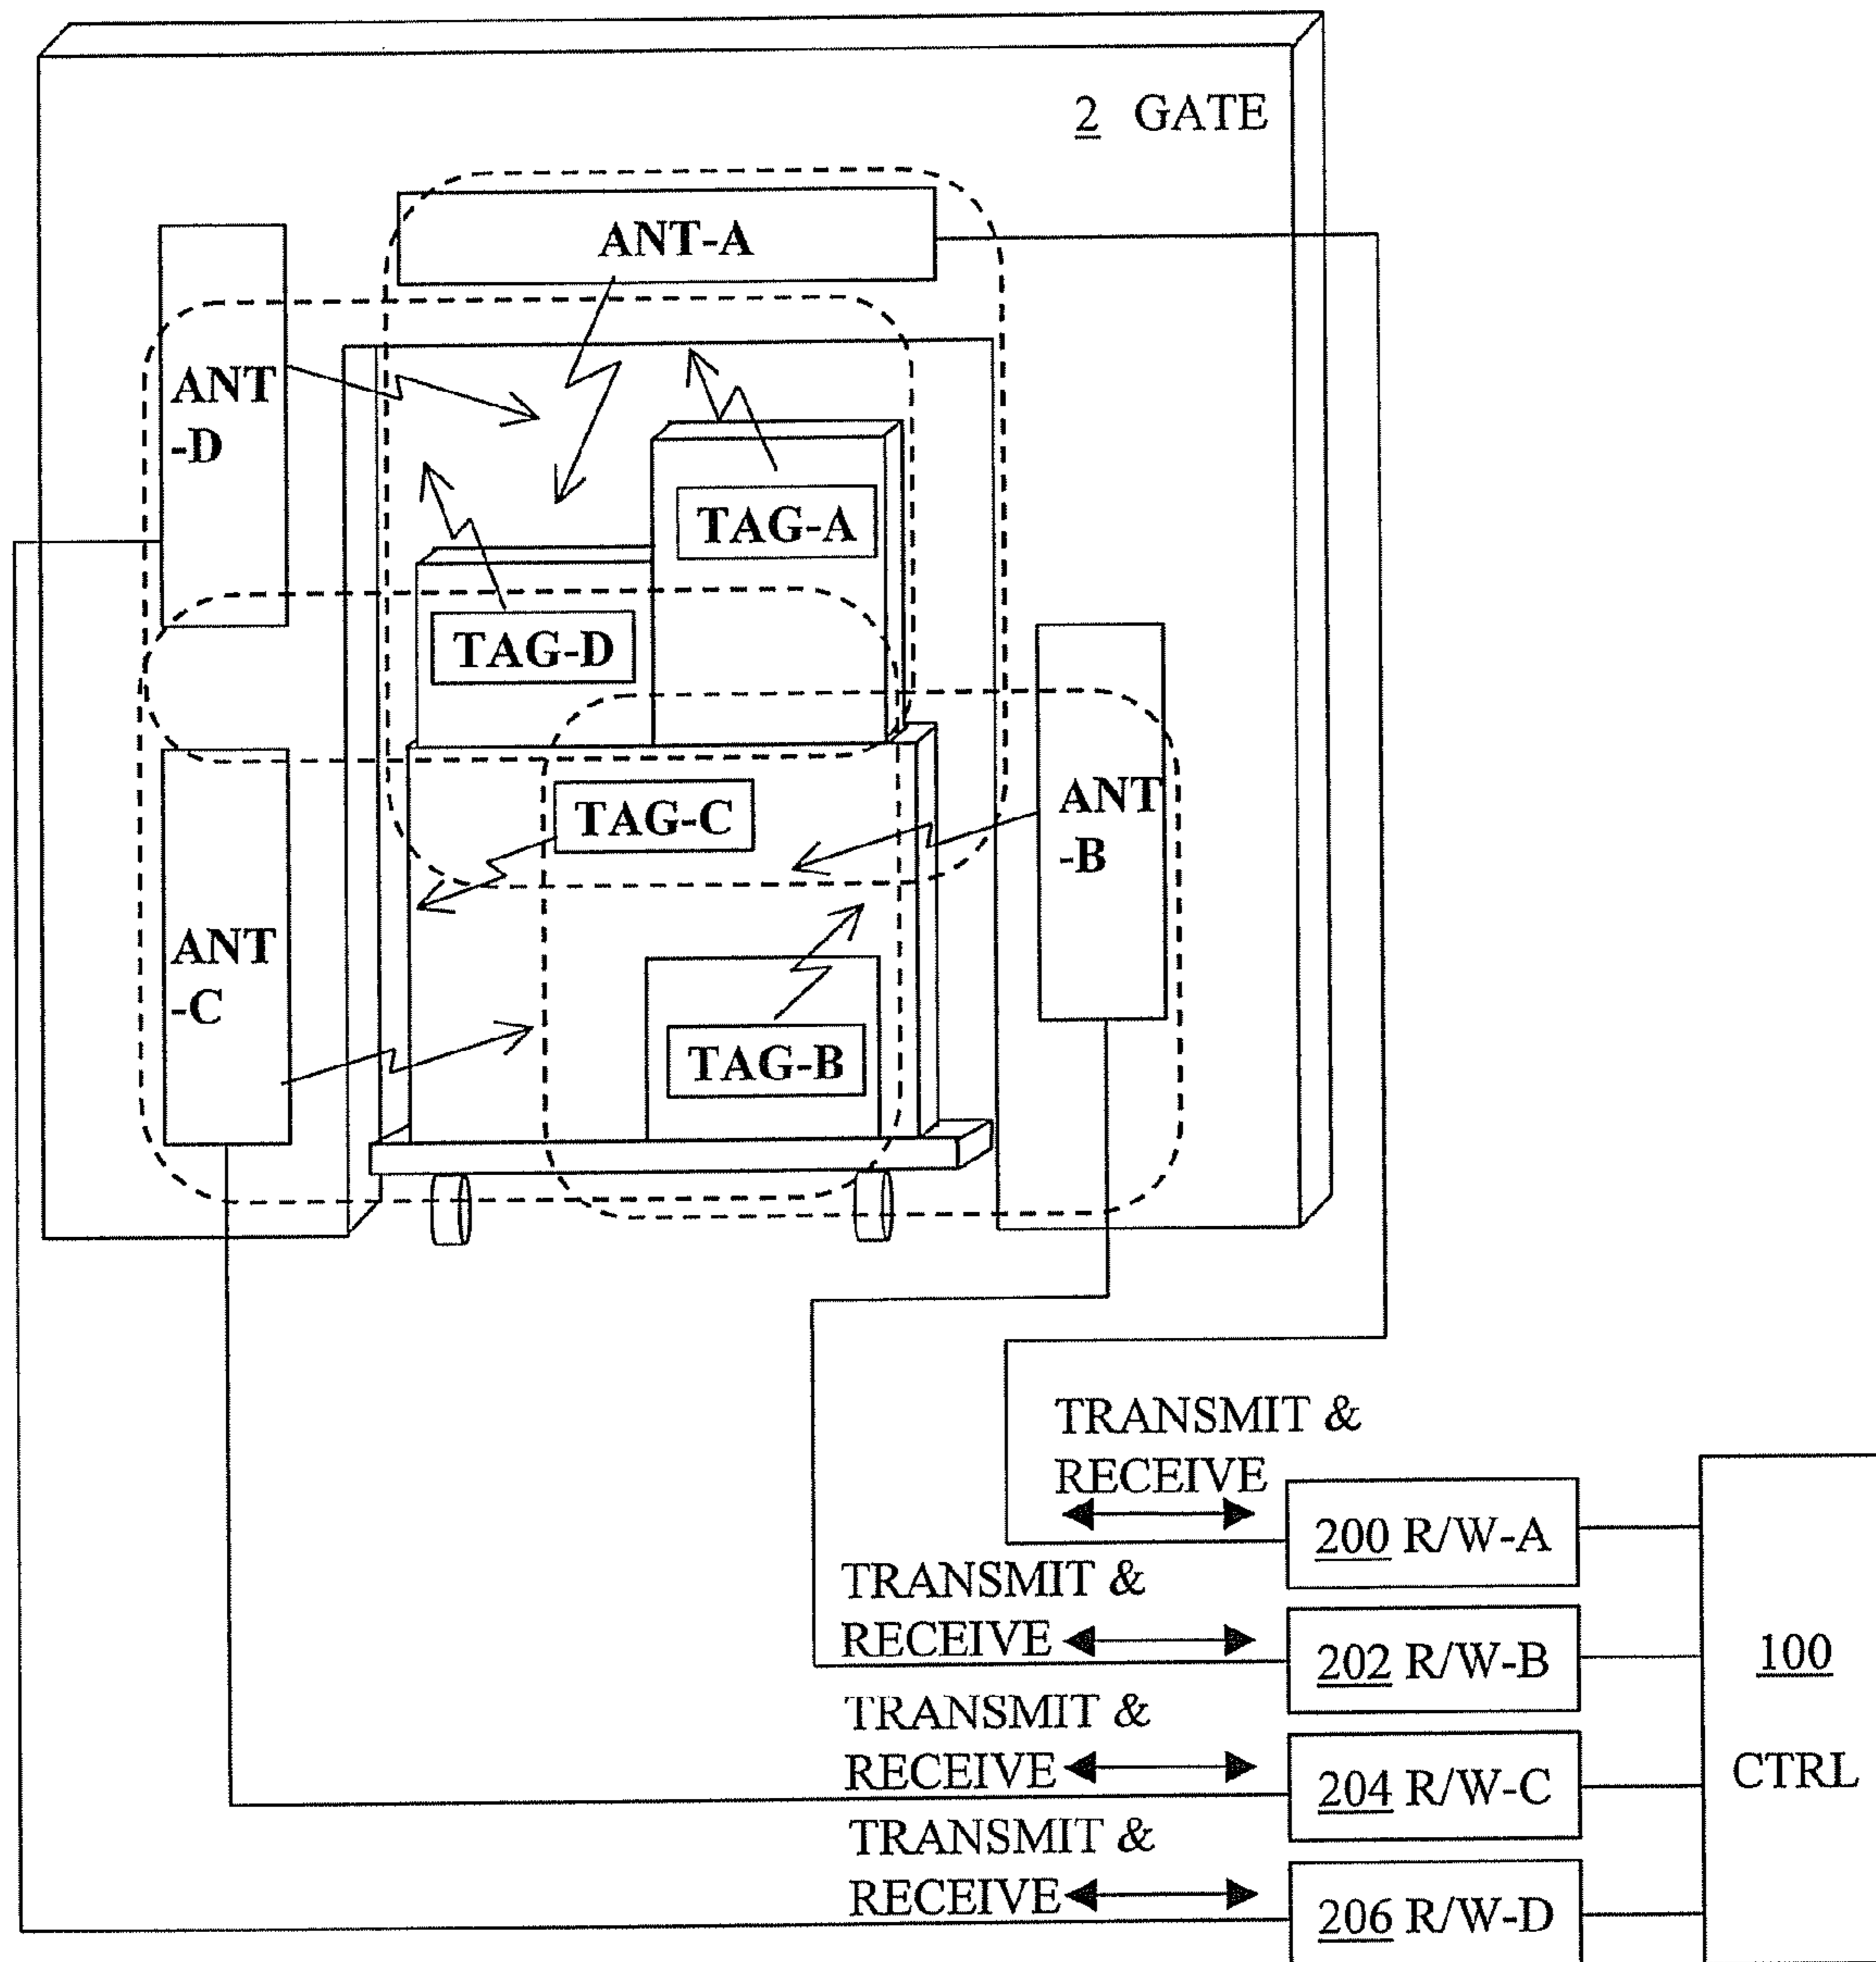 2 GATE
ANT-A
ANT
-D
TAG-A
TAG-D
TAG-C
ANT
-B
ANT
-C
TAG-B
TRANSMIT &
RECEIVE
200 R/W-A
TRANSMIT &
RECEIVE
202 R/W-B
100
CTRL
TRANSMIT &
RECEIVE
204 R/W-C
TRANSMIT &
RECEIVE
206 R/W-D